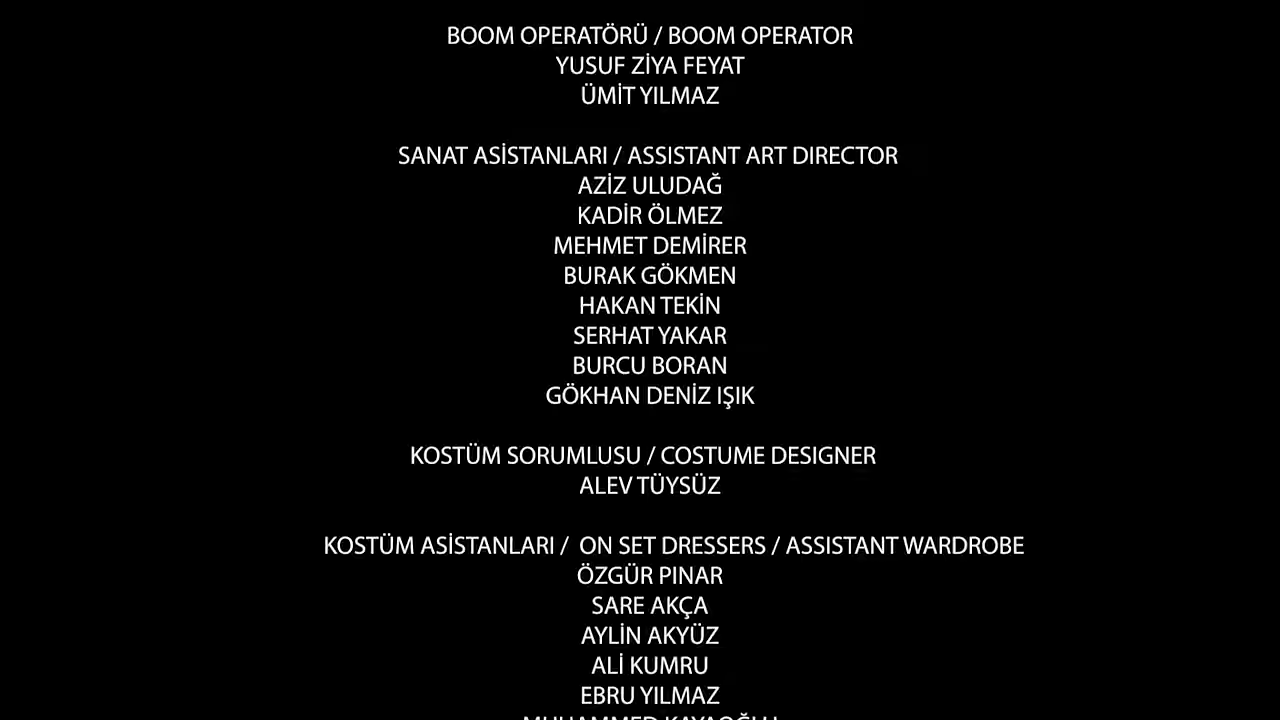 BOOM OPERATÖRÜ / BOOM OPERATOR
YUSUF ZİYA FEYAT
ÜMİT YILMAZ
SANAT ASİSTANLARI / ASSISTANT ART DIRECTOR
AZİZ ULUDAĞ
KADİR ÖLMEZ
MEHMET DEMİRER
BURAK GÖKMEN
HAKAN TEKİN
SERHAT YAKAR
BURCU BORAN
GÖKHAN DENİZ IŞIK
KOSTÜM SORUMLUSU / COSTUME DESIGNER
ALEV TÜYSÜZ
KOSTÜM ASİSTANLARI /  ON SET DRESSERS / ASSISTANT WARDROBE
ÖZGÜR PINAR
SARE AKÇA
AYLİN AKYÜZ
ALİ KUMRU
EBRU YILMAZ
MUHAMMED KAYAOĞLU